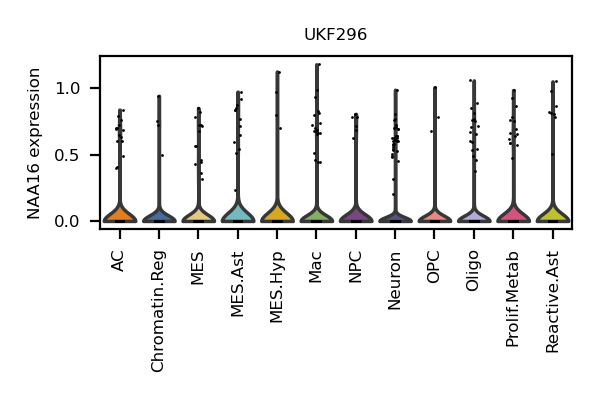 UKF296
NAA16 expression
1.0
0.5
0.0
AC
Chromatin.Reg
MES
MES.Ast
MES.Hyp
Mac
NPC
Neuron
OPC
Oligo
Prolif.Metab
Reactive.Ast